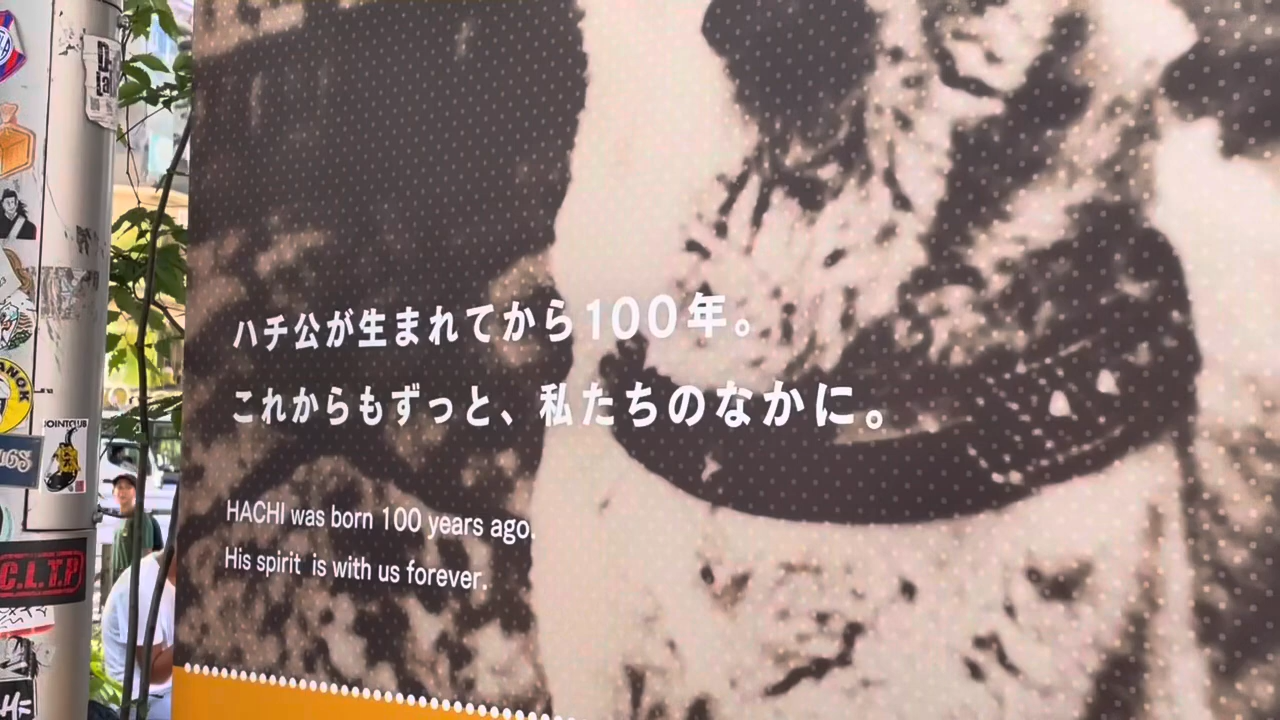 ハチ公が生まれてから100年。
これからもずっと、私たちのなかに。
HACHI was born 100 years ago.
His spirit is with us forever.
JOINTCLUB
C.L.T.P